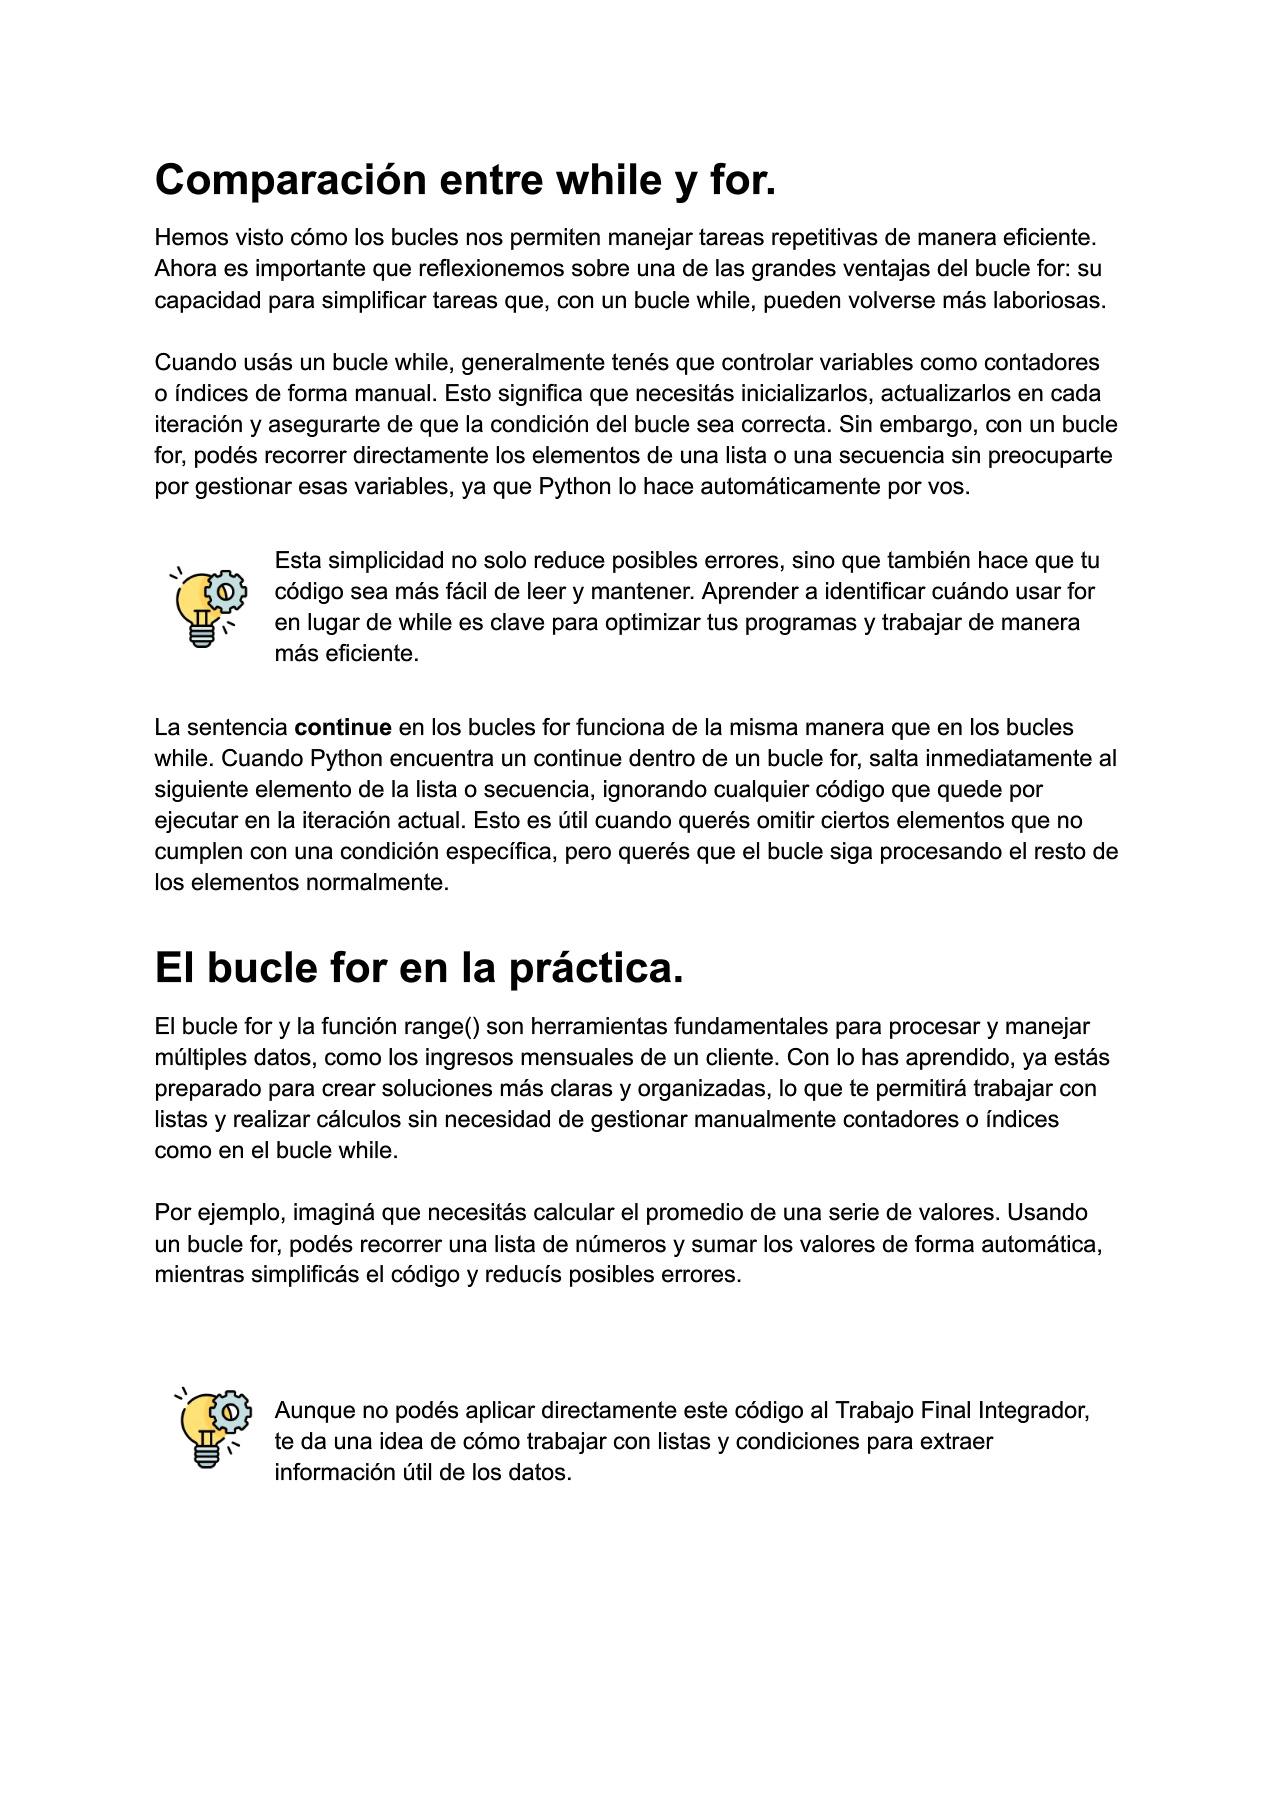 Comparación entre while y for.
Hemos visto cómo los bucles nos permiten manejar tareas repetitivas de manera eficiente.
Ahora es importante que reflexionemos sobre una de las grandes ventajas del bucle for: su
capacidad para simplificar tareas que, con un bucle while, pueden volverse más laboriosas.
Cuando usás un bucle while, generalmente tenés que controlar variables como contadores
o índices de forma manual. Esto significa que necesitás inicializarlos, actualizarlos en cada
iteración y asegurarte de que la condición del bucle sea correcta. Sin embargo, con un bucle
for, podés recorrer directamente los elementos de una lista o una secuencia sin preocuparte
por gestionar esas variables, ya que Python lo hace automáticamente por vos.
Esta simplicidad no solo reduce posibles errores, sino que también hace que tu
código sea más fácil de leer y mantener. Aprender a identificar cuándo usar for
en lugar de while es clave para optimizar tus programas y trabajar de manera
más eficiente.
La sentencia continue en los bucles for funciona de la misma manera que en los bucles
while. Cuando Python encuentra un continue dentro de un bucle for, salta inmediatamente al
siguiente elemento de la lista o secuencia, ignorando cualquier código que quede por
ejecutar en la iteración actual. Esto es útil cuando querés omitir ciertos elementos que no
cumplen con una condición específica, pero querés que el bucle siga procesando el resto de
los elementos normalmente.
El bucle for en la práctica.
El bucle for y la función range() son herramientas fundamentales para procesar y manejar
múltiples datos, como los ingresos mensuales de un cliente. Con lo has aprendido, ya estás
preparado para crear soluciones más claras y organizadas, lo que te permitirá trabajar con
listas y realizar cálculos sin necesidad de gestionar manualmente contadores o índices
como en el bucle while.
Por ejemplo, imaginá que necesitás calcular el promedio de una serie de valores. Usando
un bucle for, podés recorrer una lista de números y sumar los valores de forma automática,
mientras simplificás el código y reducís posibles errores.
Aunque no podés aplicar directamente este código al Trabajo Final Integrador,
te da una idea de cómo trabajar con listas y condiciones para extraer
información útil de los datos.